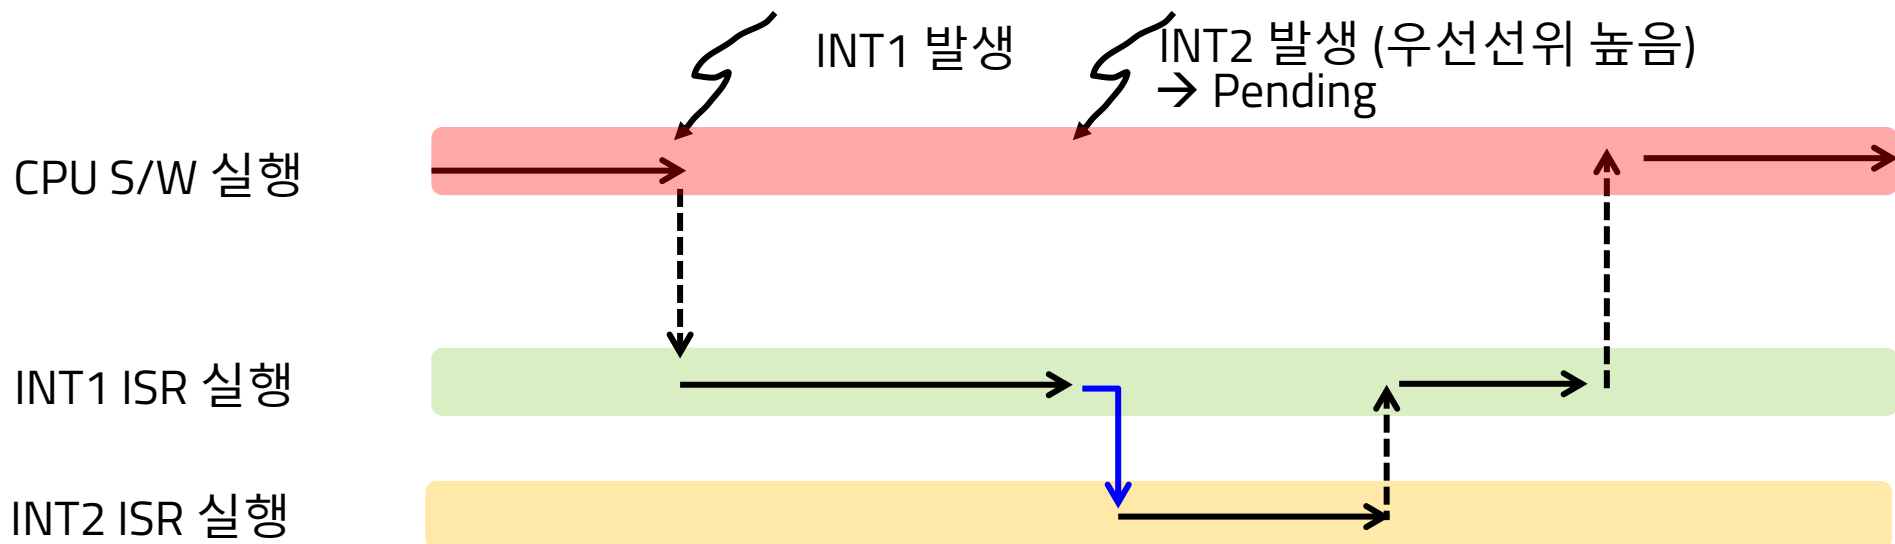 INT1 발생
INT2 발생 (우선선위 높음)
→ Pending
CPU S/W 실행
INT1 ISR 실행
INT2 ISR 실행